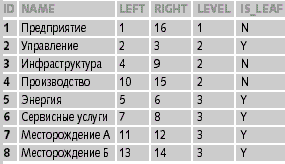 ID NAME LEFT RIGHT LEVEL IS_LEAF
1 Предприятие 1 16 1 N
2 Управление 2 3 2 Y
3 Инфраструктура 4 9 2 N
4 Производство 10 15 2 N
5 Энергия 5 6 3 Y
6 Сервисные услуги 7 8 3 Y
7 Месторождение А 11 12 3 Y
8 Месторождение Б 13 14 3 Y